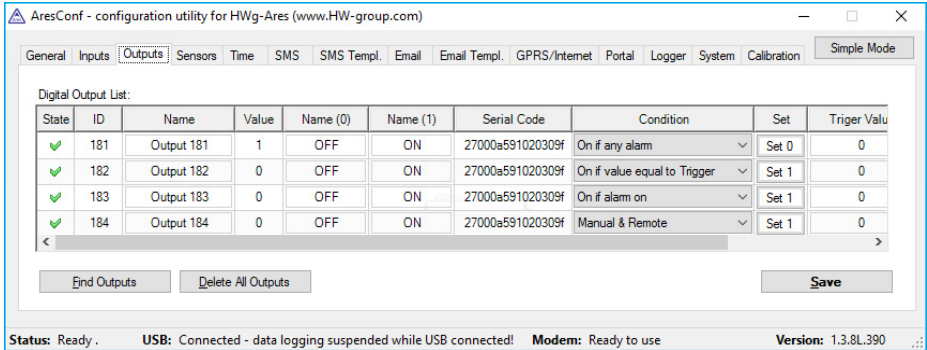 AresConf - configuration utility for HWg-Ares (www.HW-group.com)
General Inputs Outputs Sensors Time SMS SMS Templ. Email Email Templ. GPRS/Internet Portal Logger System Calibration Simple Mode
Digital Output List:
State ID Name Value Name (0) Name (1) Serial Code Condition Set Triger Valu
181 Output 181 1 OFF ON 27000a591020309f On if any alarm Set 0 0
182 Output 182 0 OFF ON 27000a591020309f On if value equal to Trigger Set 1 0
183 Output 183 0 OFF ON 27000a591020309f On if alarm on Set 1 0
184 Output 184 0 OFF ON 27000a591020309f Manual & Remote Set 1 0
Find Outputs Delete All Outputs Save
Status: Ready . USB: Connected - data logging suspended while USB connected! Modem: Ready to use Version: 1.3.8L.390